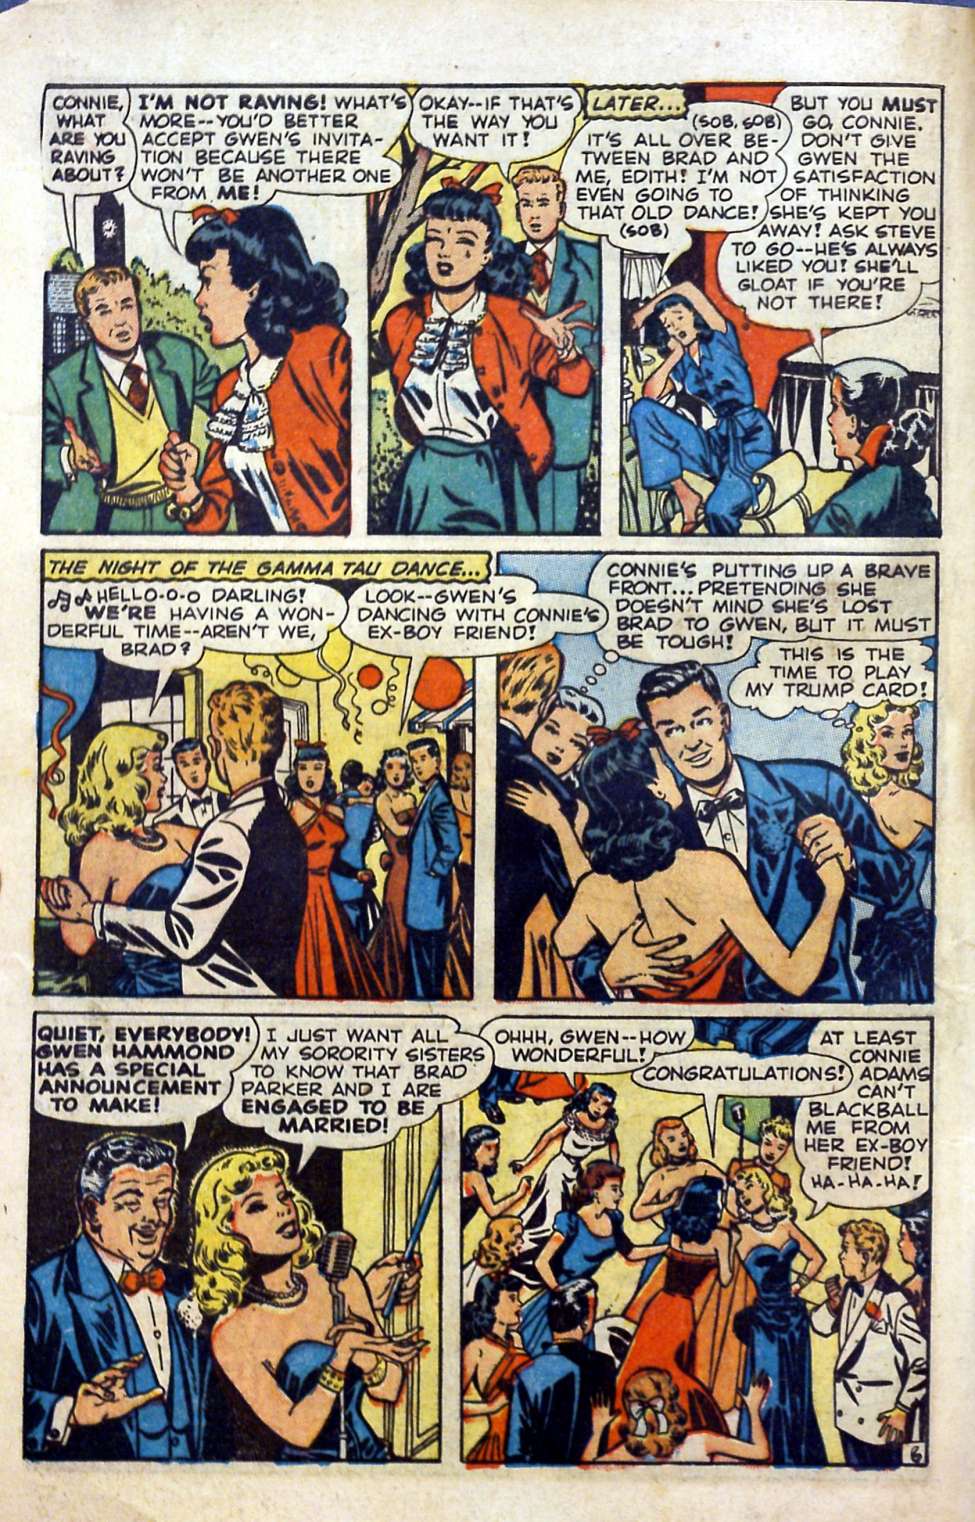 CONNIE,
WHAT
ARE YOU
RAVING
ABOUT?
I'M NOT RAVING! WHAT'S
MORE--YOU'D BETTER
ACCEPT GWEN'S INVITA-
TION BECAUSE THERE
WON'T BE ANOTHER ONE
FROM ME!
OKAY--IF THAT'S
THE WAY YOU
WANT IT!
LATER...
(SOB, SOB)
IT'S ALL OVER BE-
TWEEN BRAD AND
ME, EDITH! I'M NOT
EVEN GOING TO
THAT OLD DANCE!
(SOB)
BUT YOU MUST
GO, CONNIE.
DON'T GIVE
GWEN THE
SATISFACTION
OF THINKING
SHE'S KEPT YOU
AWAY! ASK STEVE
TO GO--HE'S ALWAYS
LIKED YOU! SHE'LL
GLOAT IF YOU'RE
NOT THERE!
THE NIGHT OF THE GAMMA TAU DANCE...
HELLO-O-O DARLING!
WE'RE HAVING A WON-
DERFUL TIME--AREN'T WE,
BRAD?
LOOK--GWEN'S
DANCING WITH CONNIE'S
EX-BOY FRIEND!
CONNIE'S PUTTING UP A BRAVE
FRONT...PRETENDING SHE
DOESN'T MIND SHE'S LOST
BRAD TO GWEN, BUT IT MUST
BE TOUGH!
THIS IS THE
TIME TO PLAY
MY TRUMP CARD!
QUIET, EVERYBODY!
GWEN HAMMOND
HAS A SPECIAL
ANNOUNCEMENT
TO MAKE!
I JUST WANT ALL
MY SORORITY SISTERS
TO KNOW THAT BRAD
PARKER AND I ARE
ENGAGED TO BE
MARRIED!
OHHH, GWEN--HOW
WONDERFUL!
CONGRATULATIONS!
AT LEAST
CONNIE
ADAMS
CAN'T
BLACKBALL
ME FROM
HER EX-BOY
FRIEND!
HA-HA-HA!
6